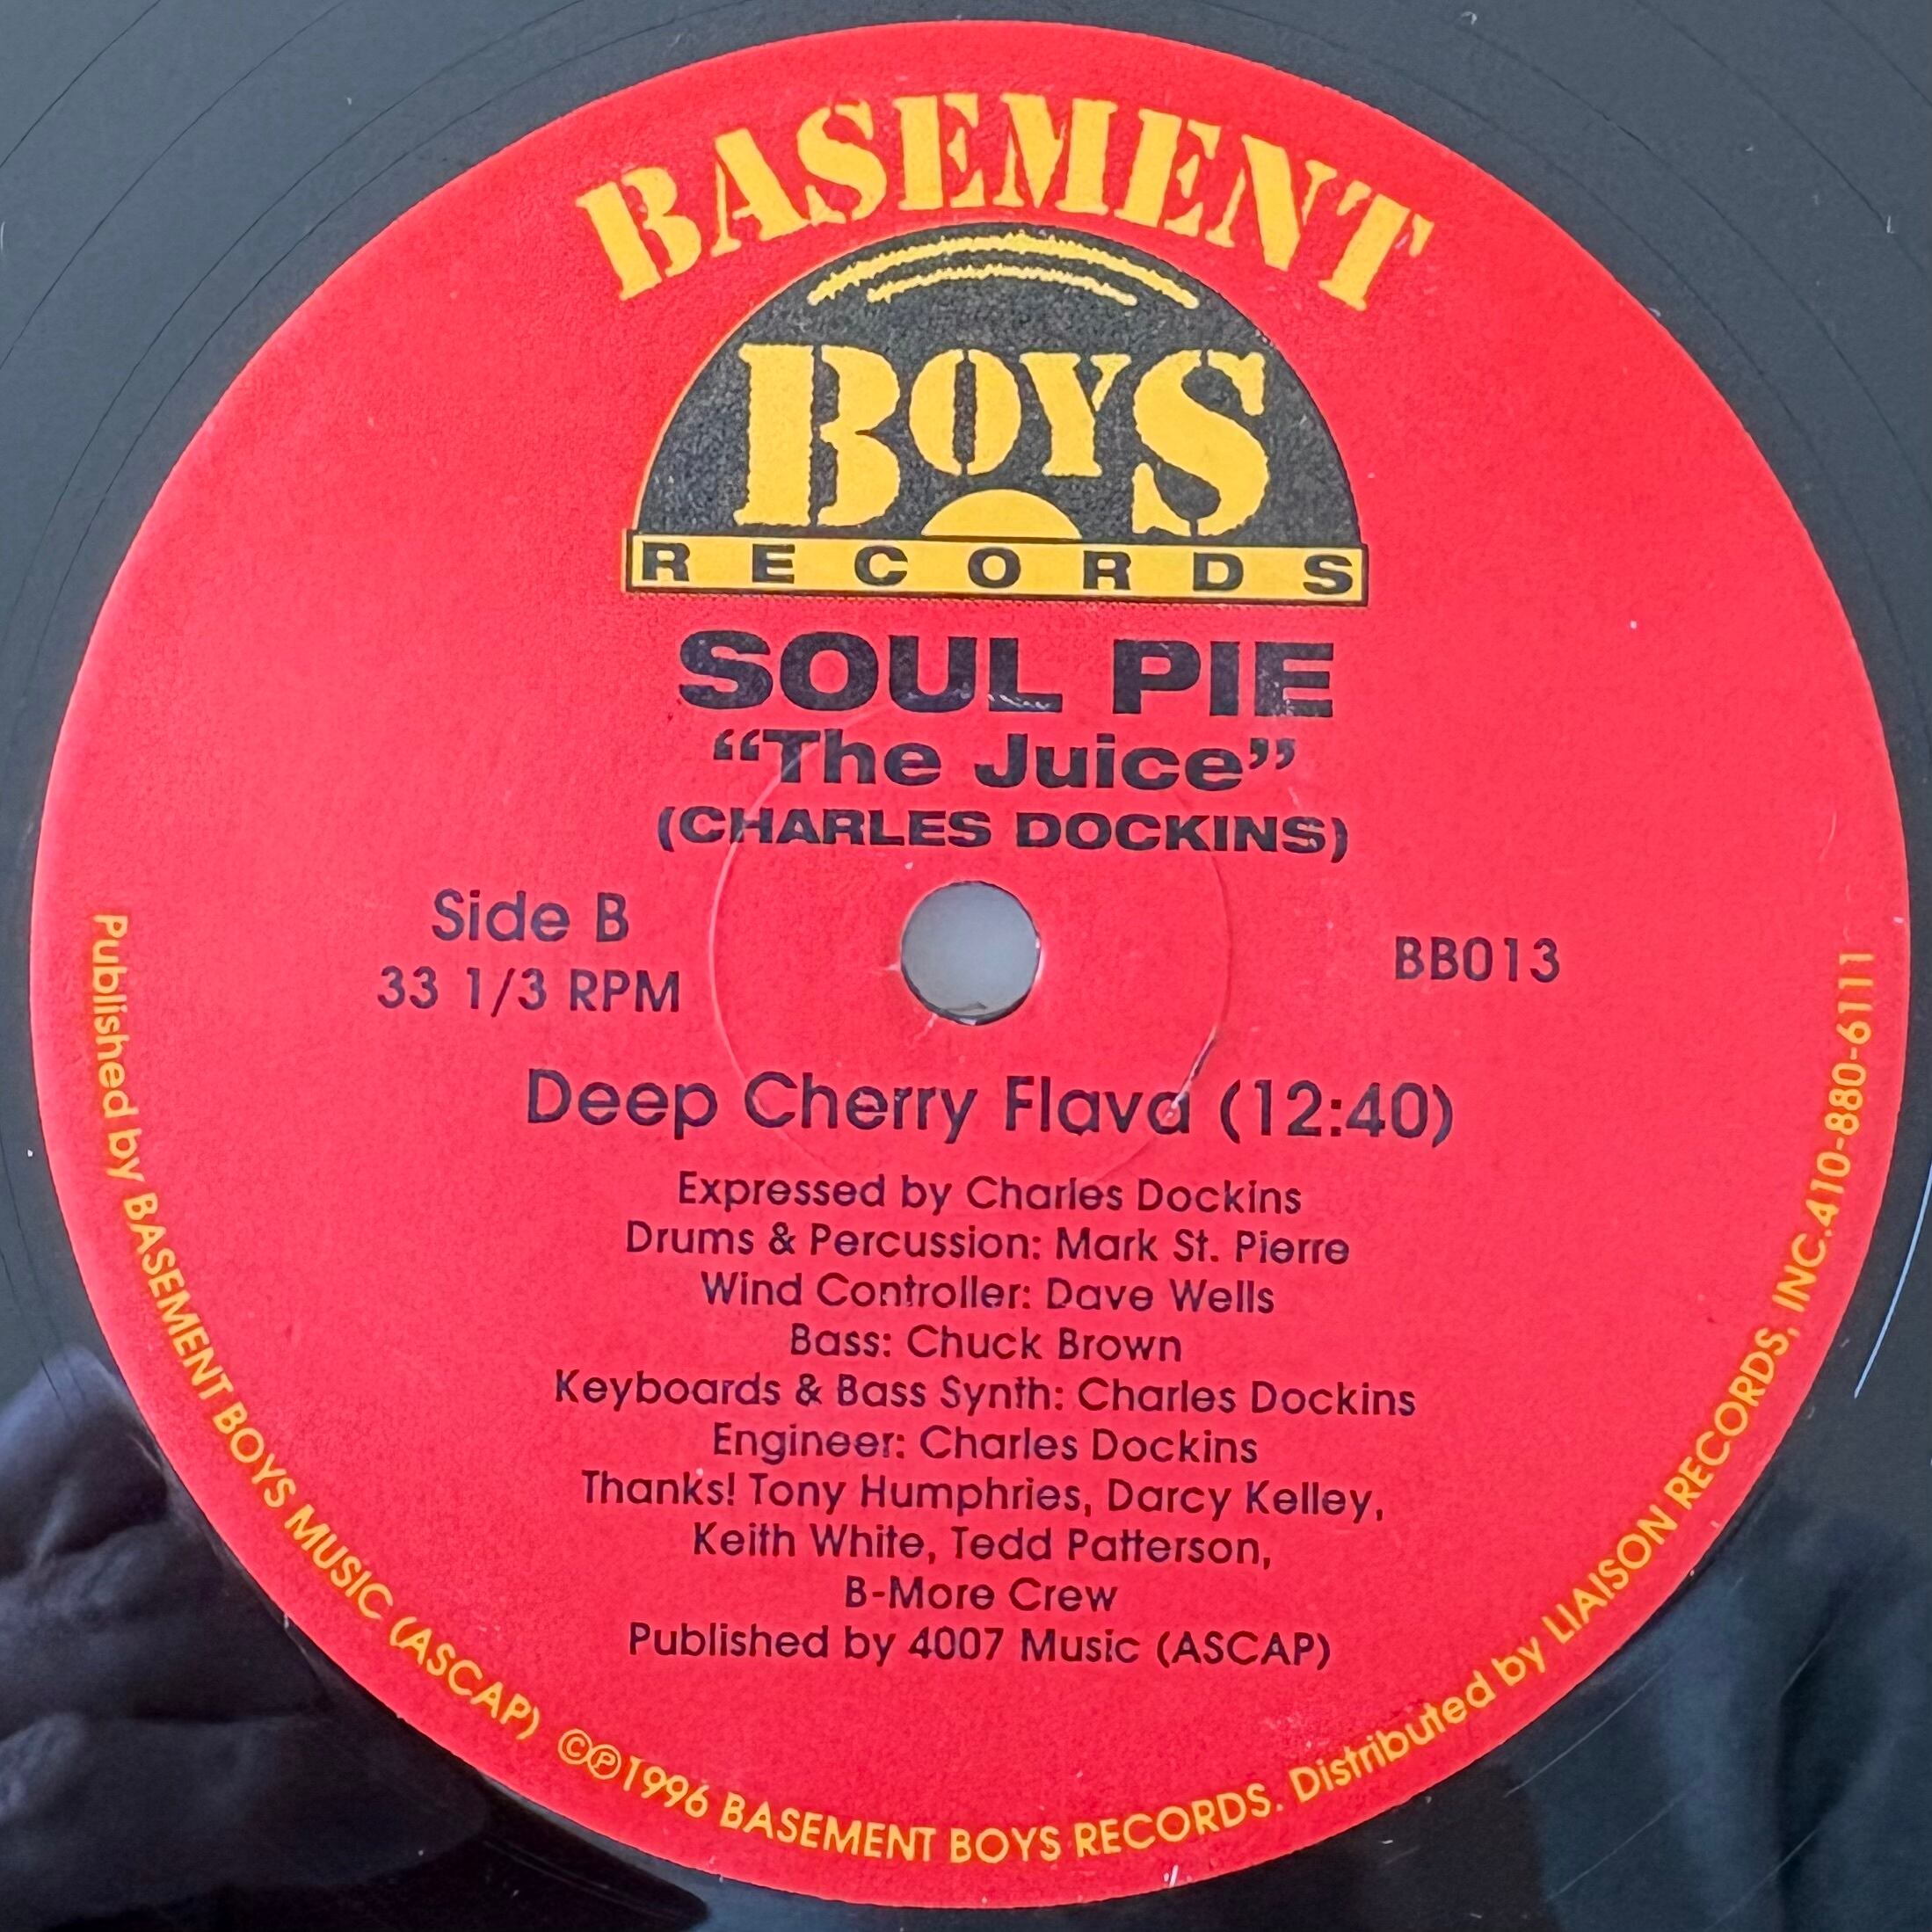 BASEMENT
BOYS
RECORDS
SOUL PIE
“The Juice”
(CHARLES DOCKINS)
Side B
33 1/3 RPM
BB013
Deep Cherry Flava (12:40)
Expressed by Charles Dockins
Drums & Percussion: Mark St. Pierre
Wind Controller: Dave Wells
Bass: Chuck Brown
Keyboards & Bass Synth: Charles Dockins
Engineer: Charles Dockins
Thanks! Tony Humphries, Darcy Kelley,
Keith White, Tedd Patterson,
B-More Crew
Published by 4007 Music (ASCAP)
Published by BASEMENT BOYS MUSIC (ASCAP) ©℗1996 BASEMENT BOYS RECORDS. Distributed by LIAISON RECORDS, INC.410-880-6111